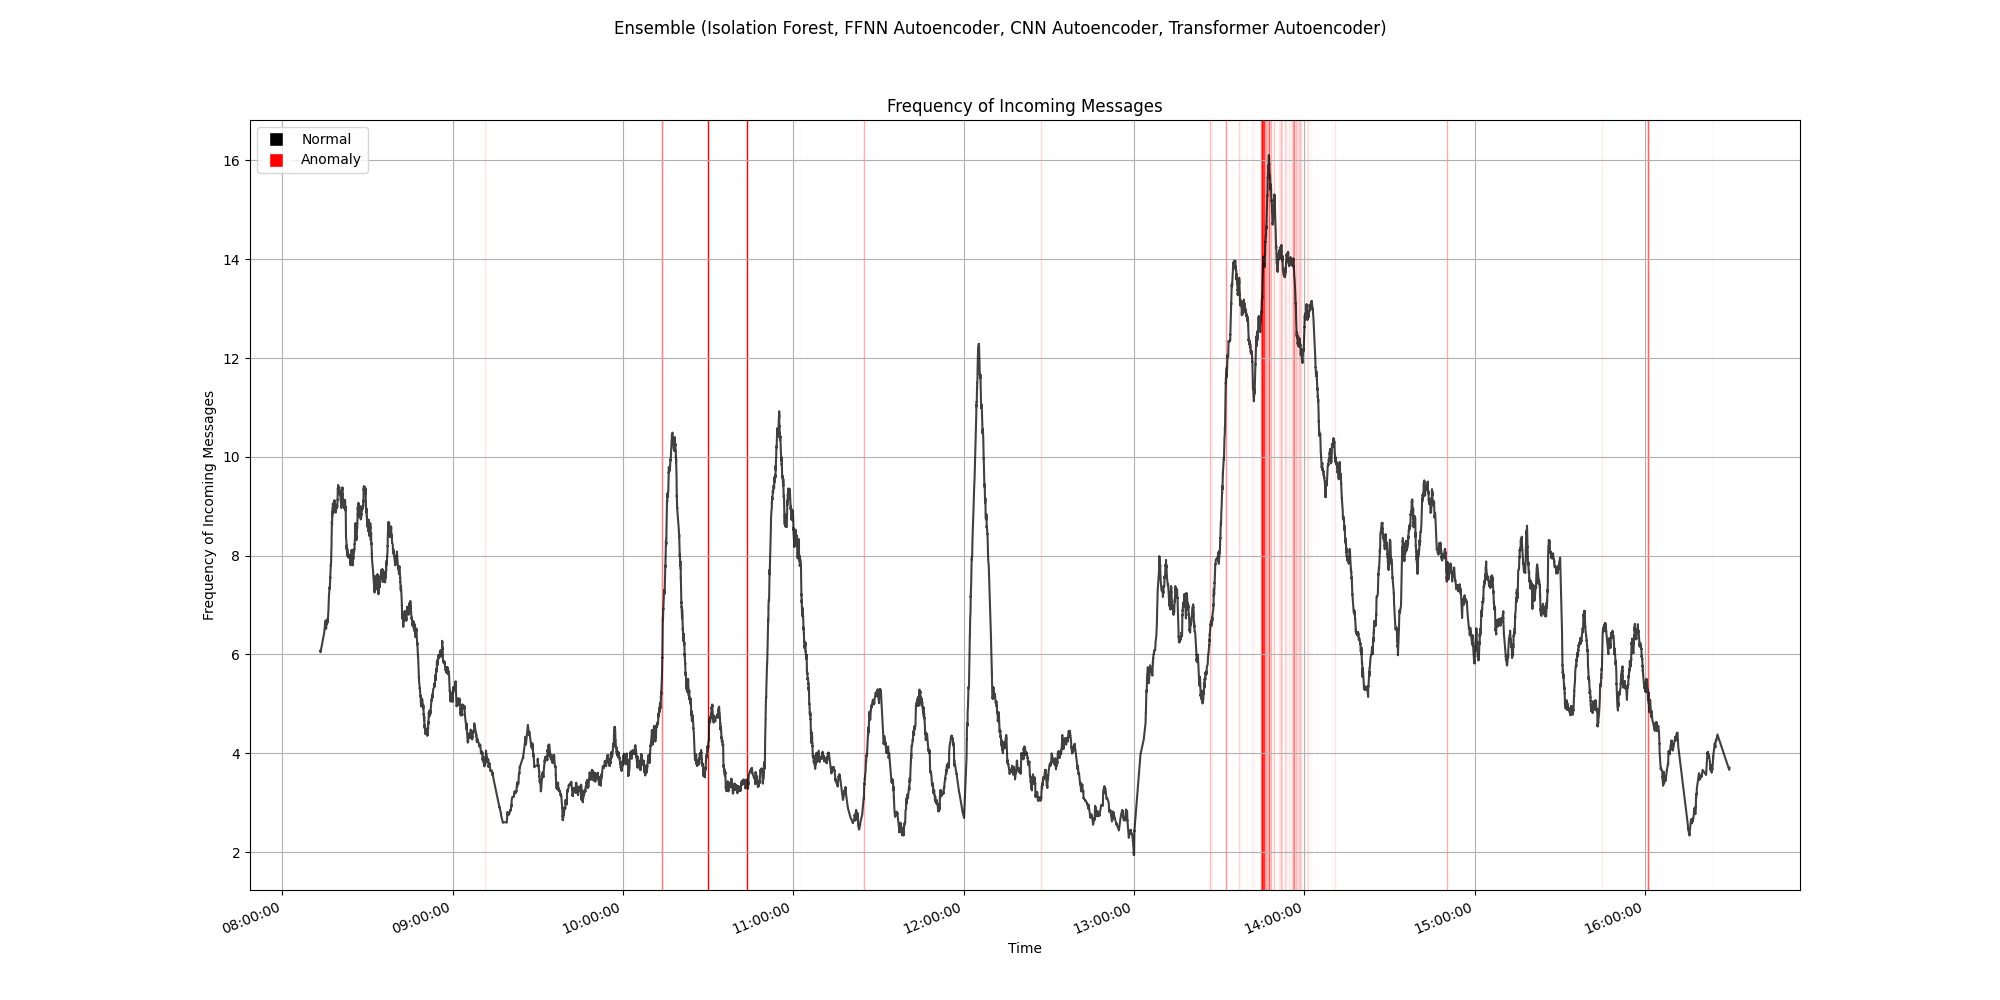 Ensemble (Isolation Forest, FFNN Autoencoder, CNN Autoencoder, Transformer Autoencoder)
Frequency of Incoming Messages
Normal
Anomaly
Frequency of Incoming Messages
16
14
12
10
8
6
4
2
08:00:00
09:00:00
10:00:00
11:00:00
12:00:00
13:00:00
14:00:00
15:00:00
16:00:00
Time